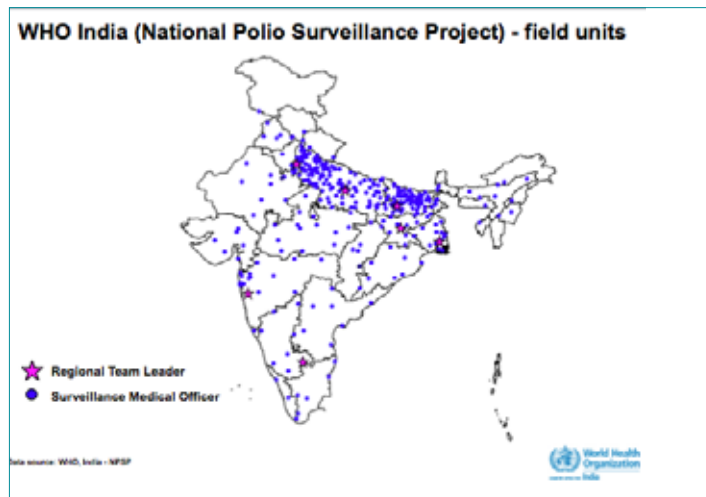 WHO India (National Polio Surveillance Project) - field units
Regional Team Leader
Surveillance Medical Officer
Data source: WHO, India - NPSP
World Health
Organization
India